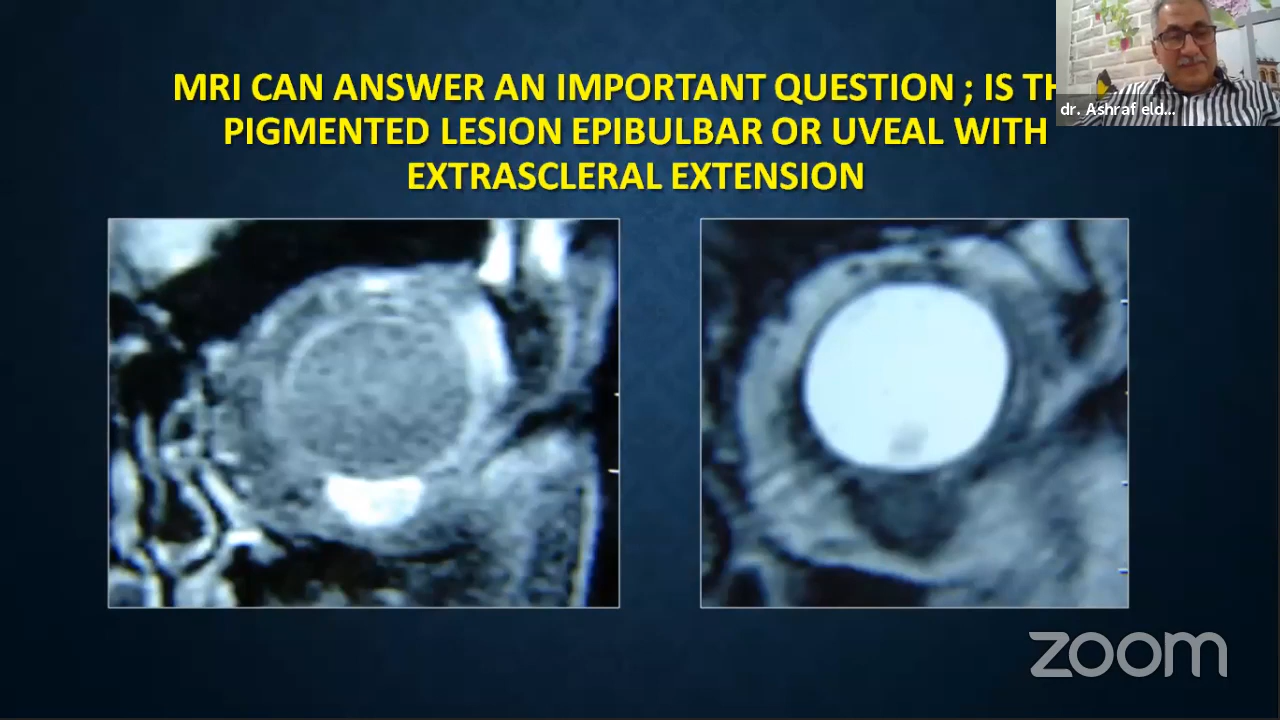 MRI CAN ANSWER AN IMPORTANT QUESTION ; IS
PIGMENTED LESION EPIBULBAR OR UVEAL WITH
EXTRASCLERAL EXTENSION
dr. Ashraf eld...
zoom